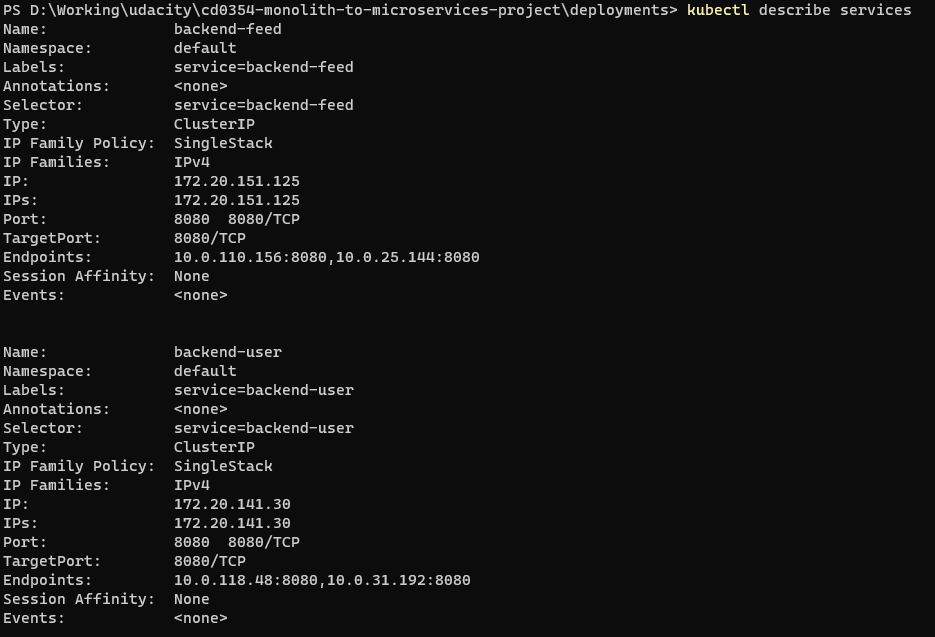 PS D:\Working\udacity\cd0354-monolith-to-microservices-project\deployments> kubectl describe services
Name:              backend-feed
Namespace:         default
Labels:            service=backend-feed
Annotations:       <none>
Selector:          service=backend-feed
Type:              ClusterIP
IP Family Policy:  SingleStack
IP Families:       IPv4
IP:                172.20.151.125
IPs:               172.20.151.125
Port:              8080  8080/TCP
TargetPort:        8080/TCP
Endpoints:         10.0.110.156:8080,10.0.25.144:8080
Session Affinity:  None
Events:            <none>
Name:              backend-user
Namespace:         default
Labels:            service=backend-user
Annotations:       <none>
Selector:          service=backend-user
Type:              ClusterIP
IP Family Policy:  SingleStack
IP Families:       IPv4
IP:                172.20.141.30
IPs:               172.20.141.30
Port:              8080  8080/TCP
TargetPort:        8080/TCP
Endpoints:         10.0.118.48:8080,10.0.31.192:8080
Session Affinity:  None
Events:            <none>